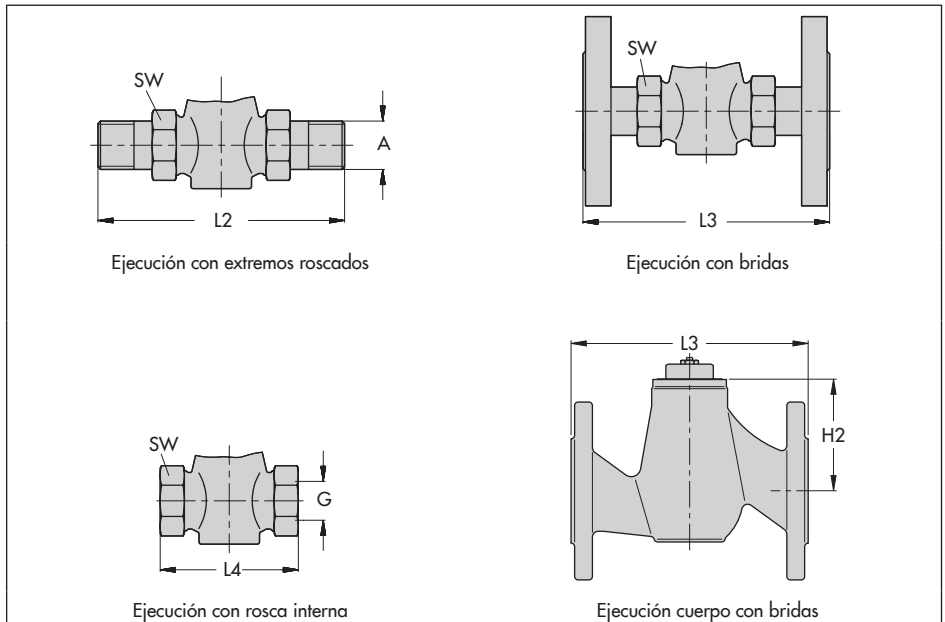 SW
A
L2
Ejecución con extremos roscados
SW
L3
Ejecución con bridas
SW
G
L4
Ejecución con rosca interna
L3
H2
Ejecución cuerpo con bridas